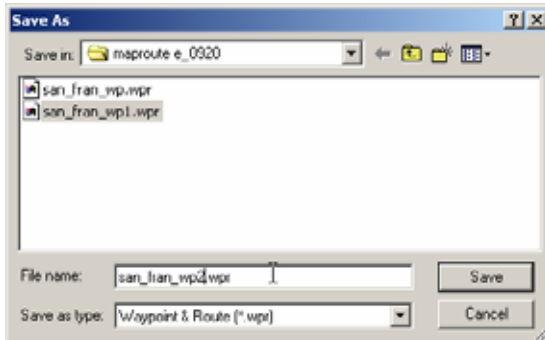 Save As
Save in: maproute e_0920
san_fran_wp.wpr
san_fran_wp1.wpr
File name: san_fran_wp2.wpr
Save
Save as type: Waypoint & Route (*.wpr)
Cancel